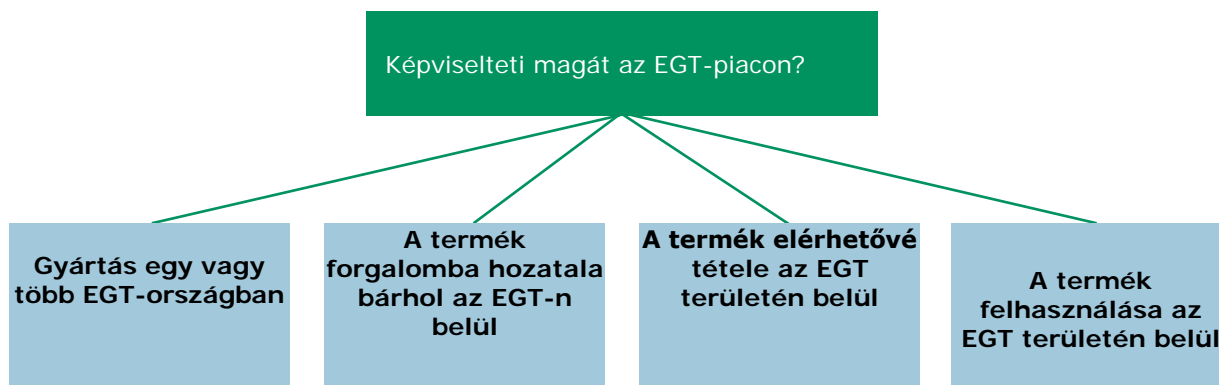 Képviselteti magát az EGT-piacon?
Gyártás egy vagy
több EGT-országban
A termék
forgalomba hozatala
bárhol az EGT-n
belül
A termék elérhetővé
tétele az EGT
területén belül
A termék
felhasználása az
EGT területén belül